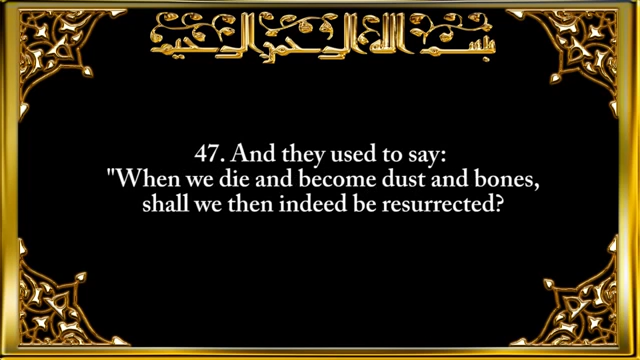 بسم الله الرحمن الرحيم
47. And they used to say:
"When we die and become dust and bones,
shall we then indeed be resurrected?